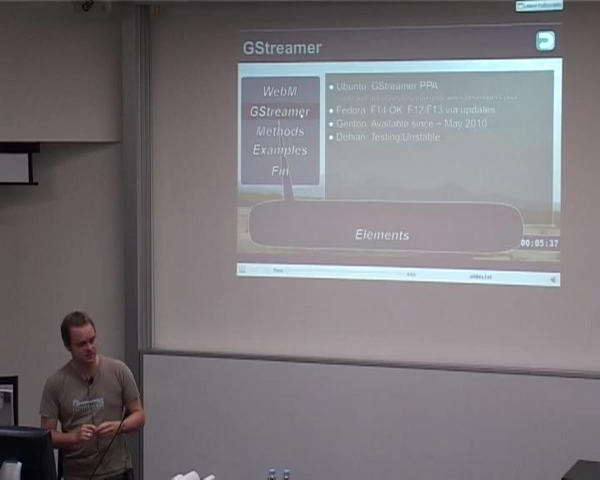 GStreamer
WebM
GStreamer
Methods
Examples
Fin
Ubuntu: GStreamer PPA
Fedora: F14 OK, F12/F13 via updates
Gentoo: Available since ~ May 2010
Debian: Testing/Unstable
Elements
00:05:37